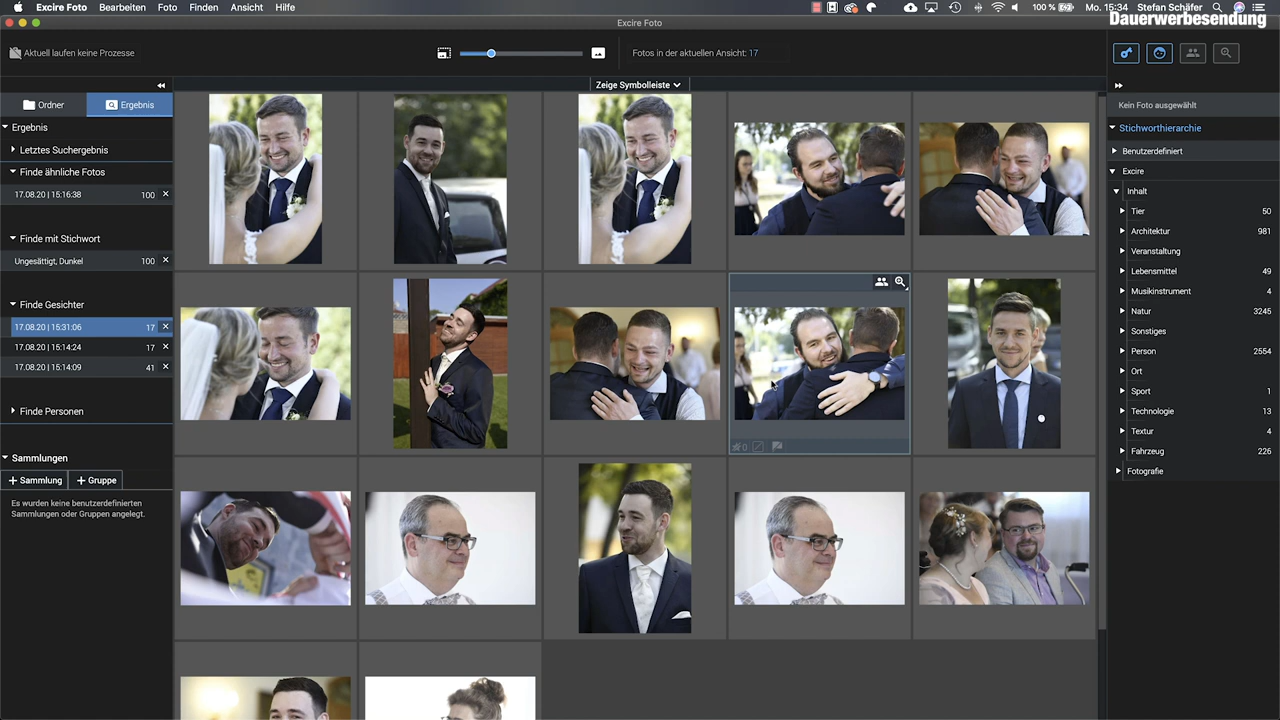 Excire Foto Bearbeiten Foto Finden Ansicht Hilfe
100 % Mo. 15:34 Stefan Schäfer
Excire Foto
Dauerwerbesendung
Aktuell laufen keine Prozesse
Fotos in der aktuellen Ansicht: 17
Zeige Symbolleiste
Ordner
Ergebnis
Ergebnis
Letztes Suchergebnis
Finde ähnliche Fotos
17.08.20 | 15:16:38 100
Finde mit Stichwort
Ungesättigt, Dunkel 100
Finde Gesichter
17.08.20 | 15:31:06 17
17.08.20 | 15:14:24 17
17.08.20 | 15:14:09 41
Finde Personen
Sammlungen
+ Sammlung
+ Gruppe
Es wurden keine benutzerdefinierten
Sammlungen oder Gruppen angelegt.
0
Kein Foto ausgewählt
Stichworthierarchie
Benutzerdefiniert
Excire
Inhalt
Tier 50
Architektur 981
Veranstaltung
Lebensmittel 49
Musikinstrument 4
Natur 3245
Sonstiges
Person 2554
Ort
Sport 1
Technologie 13
Textur 4
Fahrzeug 226
Fotografie